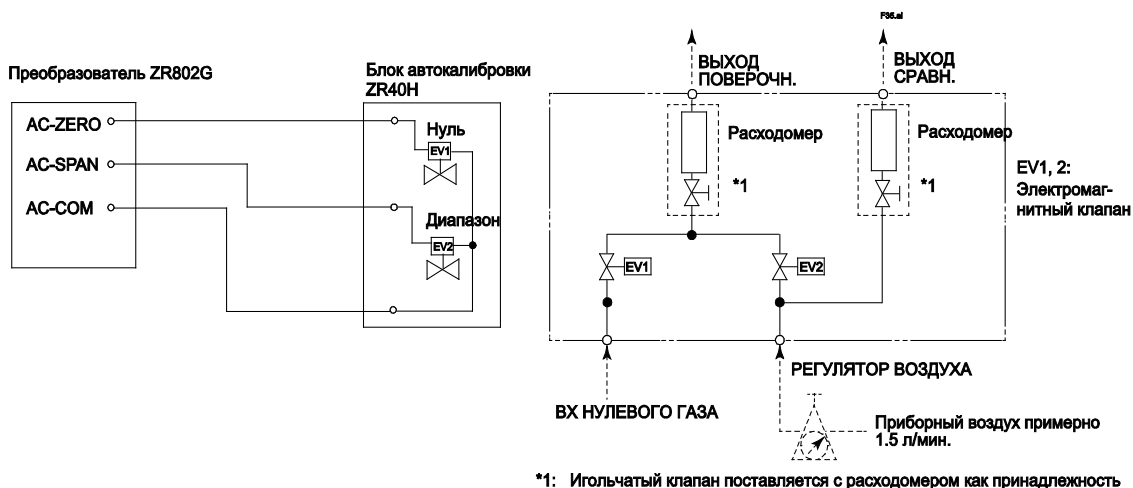 F36.ai
Преобразователь ZR802G
AC-ZERO
AC-SPAN
AC-COM
Блок автокалибровки
ZR40H
Нуль
EV1
Диапазон
EV2
ВЫХОД
ПОВЕРОЧН.
ВЫХОД
СРАВН.
Расходомер
Расходомер
*1
*1
EV1, 2:
Электромаг-
нитный клапан
EV1
EV2
РЕГУЛЯТОР ВОЗДУХА
ВХ НУЛЕВОГО ГАЗА
Приборный воздух примерно
1.5 л/мин.
*1: Игольчатый клапан поставляется с расходомером как принадлежность